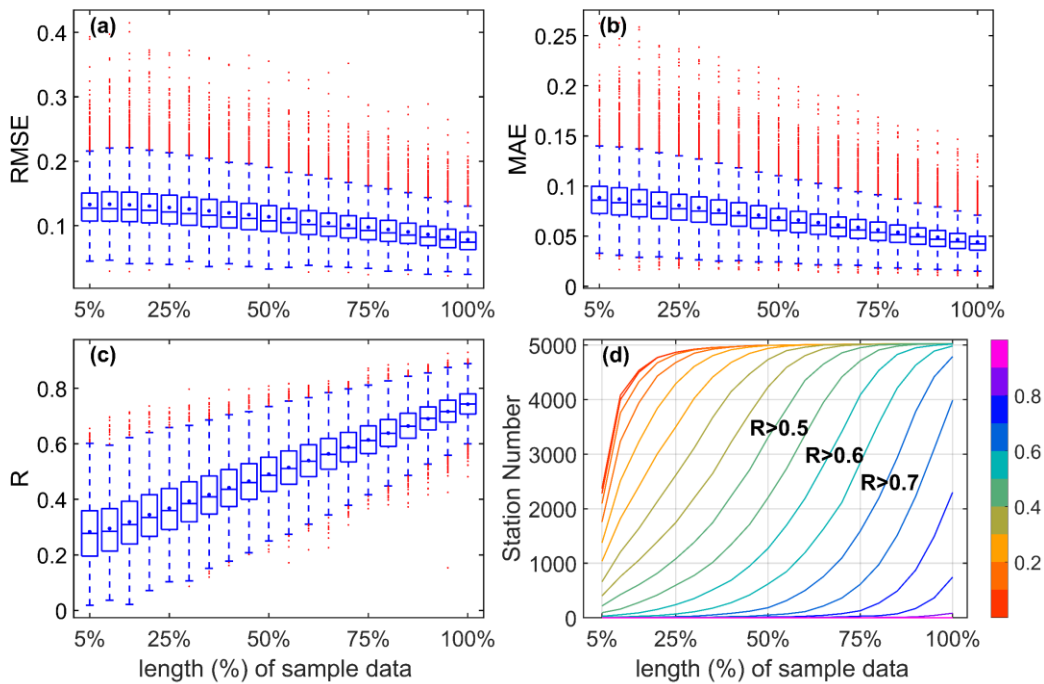 (a)
RMSE
0.4
0.3
0.2
0.1
5% 25% 50% 75% 100%
(b)
MAE
0.25
0.2
0.15
0.1
0.05
0
5% 25% 50% 75% 100%
(c)
R
0.8
0.6
0.4
0.2
0
5% 25% 50% 75% 100%
length (%) of sample data
(d)
Station Number
5000
4000
3000
2000
1000
0
R>0.5
R>0.6
R>0.7
5% 25% 50% 75% 100%
length (%) of sample data
0.8
0.6
0.4
0.2